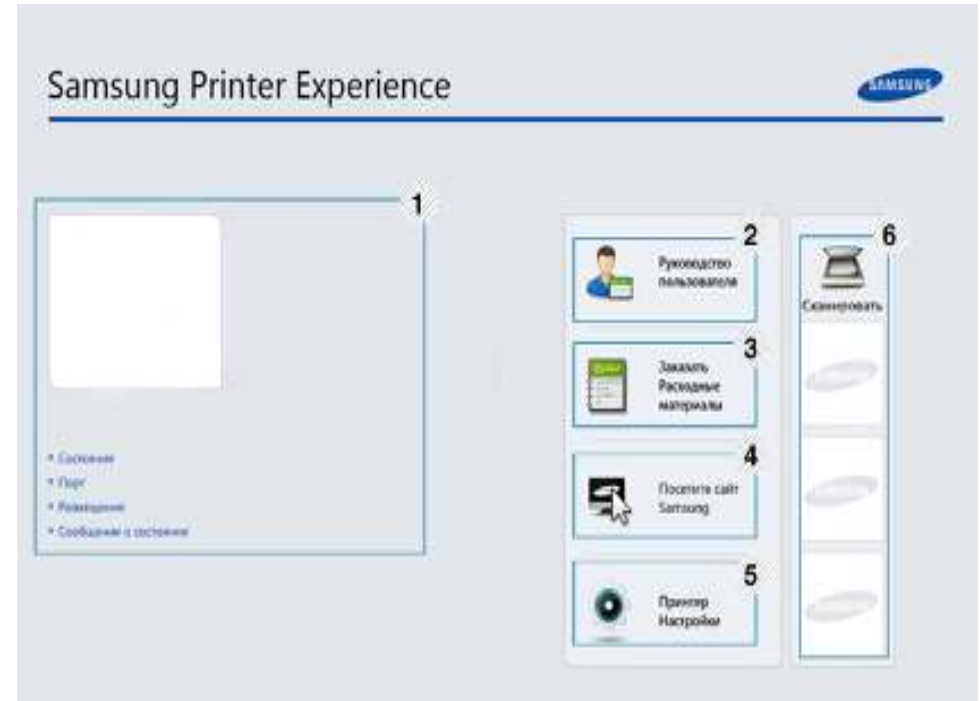 Samsung Printer Experience
SAMSUNG
1
Состояние
Порт
Размещение
Сообщение о состоянии
2
Руководство
пользователя
3
Заказать
Расходные
материалы
4
Посетите сайт
Samsung
5
Принтер
Настройки
6
Сканировать